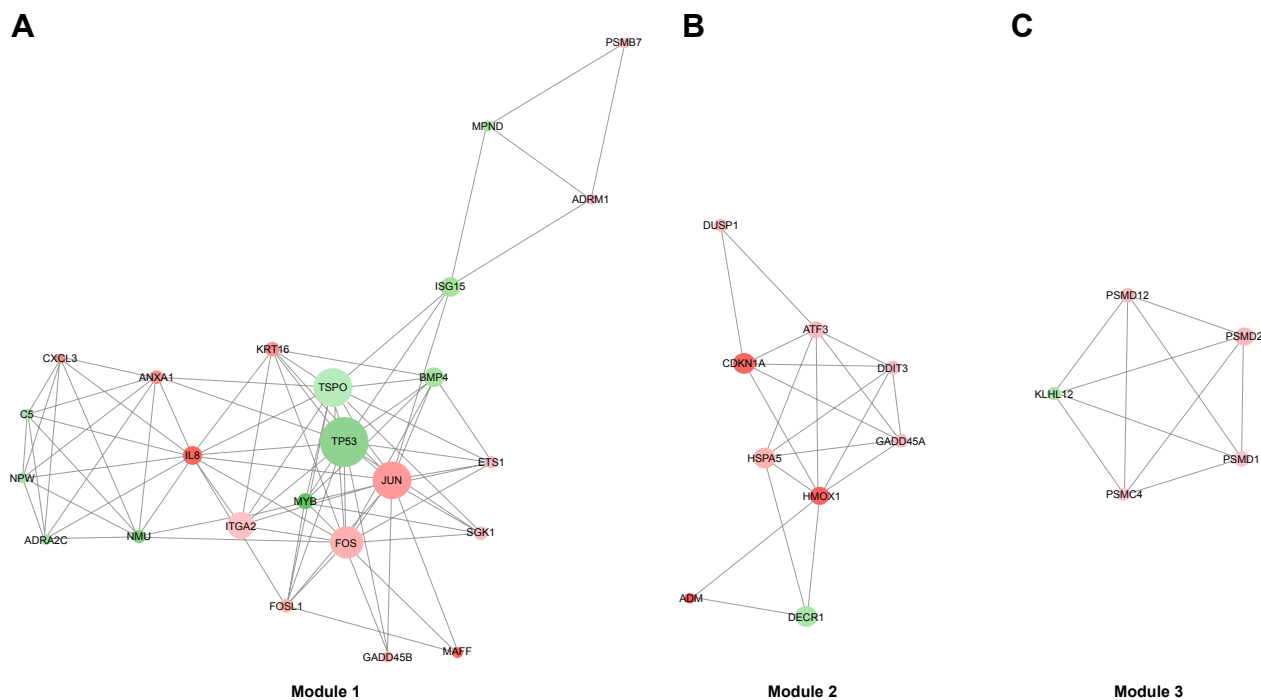 A
B
C
PSMB7
MPND
ADRM1
DUSP1
ISG15
PSMD12
ATF3
PSMD2
KRT16
CXCL3
CDKN1A
DDIT3
ANXA1
BMP4
TSPO
KLHL12
C5
TP53
GADD45A
IL8
HSPA5
PSMD1
ETS1
NPW
JUN
PSMC4
HMOX1
MYB
ITGA2
SGK1
NMU
ADRA2C
FOS
ADM
FOSL1
DECR1
MAFF
GADD45B
Module 1
Module 2
Module 3